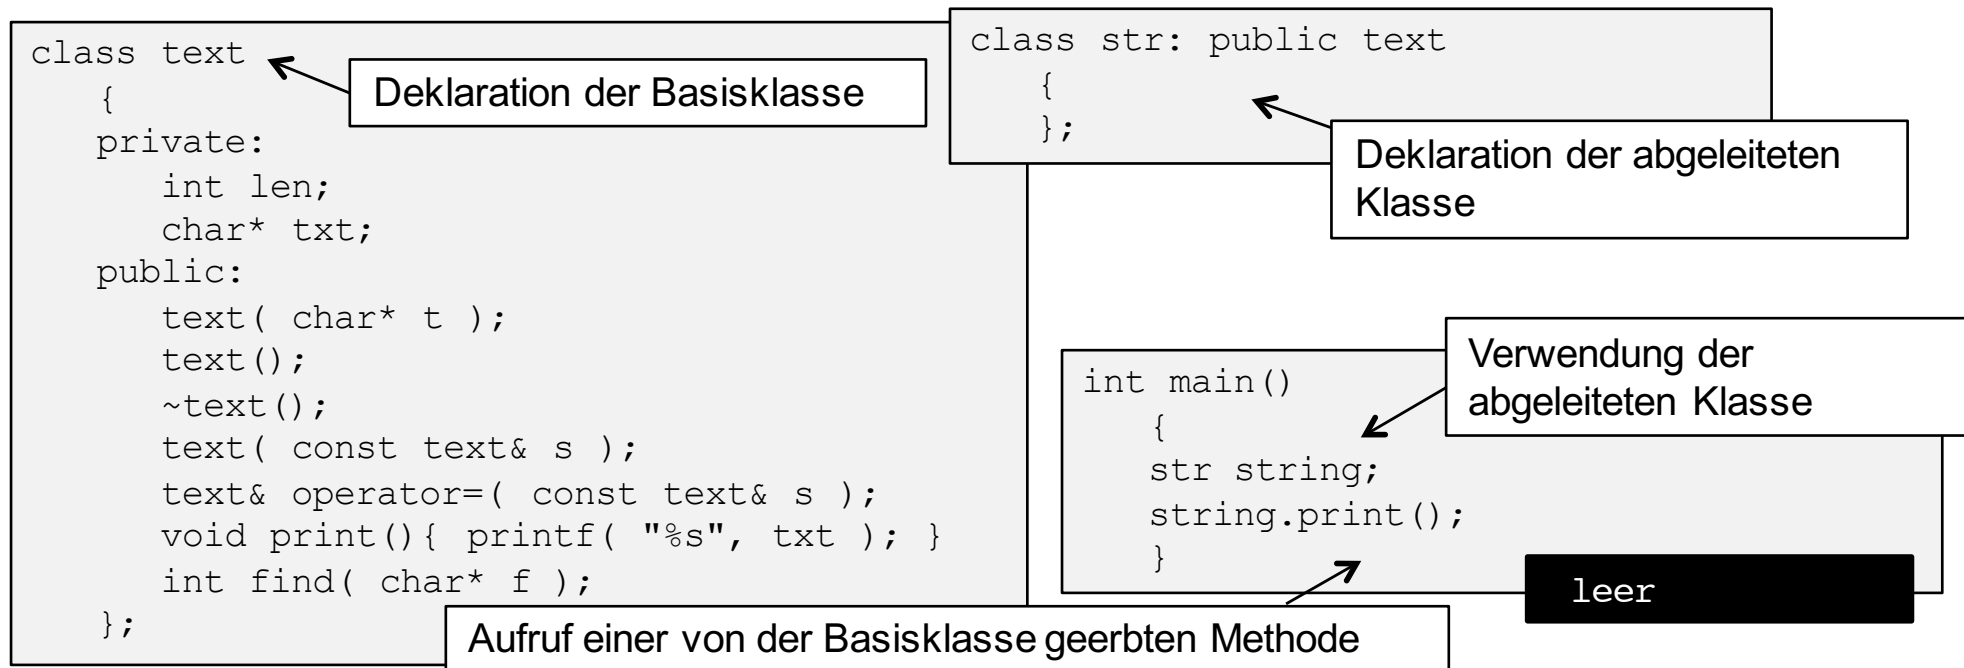 class text
{
private:
int len;
char* txt;
public:
text( char* t );
text();
~text();
text( const text& s );
text& operator=( const text& s );
void print(){ printf( "%s", txt ); }
int find( char* f );
};
Deklaration der Basisklasse
class str: public text
{
};
Deklaration der abgeleiteten
Klasse
int main()
{
str string;
string.print();
}
Verwendung der
abgeleiteten Klasse
leer
Aufruf einer von der Basisklasse geerbten Methode